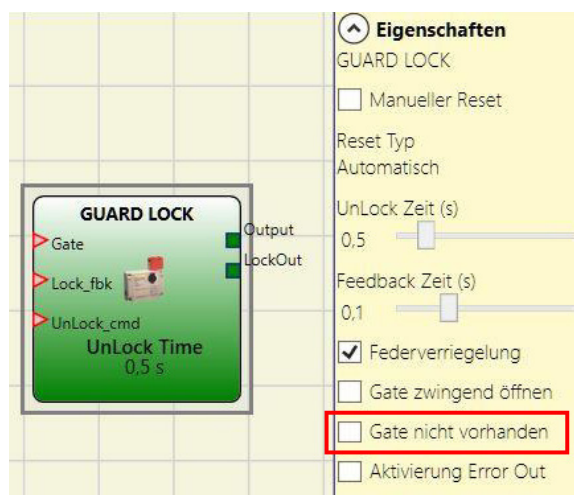 GUARD LOCK
Gate
Lock_fbk
UnLock_cmd
Output
LockOut
UnLock Time
0,5 s
Eigenschaften
GUARD LOCK
Manueller Reset
Reset Typ
Automatisch
UnLock Zeit (s)
0,5
Feedback Zeit (s)
0,1
Federverriegelung
Gate zwingend öffnen
Gate nicht vorhanden
Aktivierung Error Out